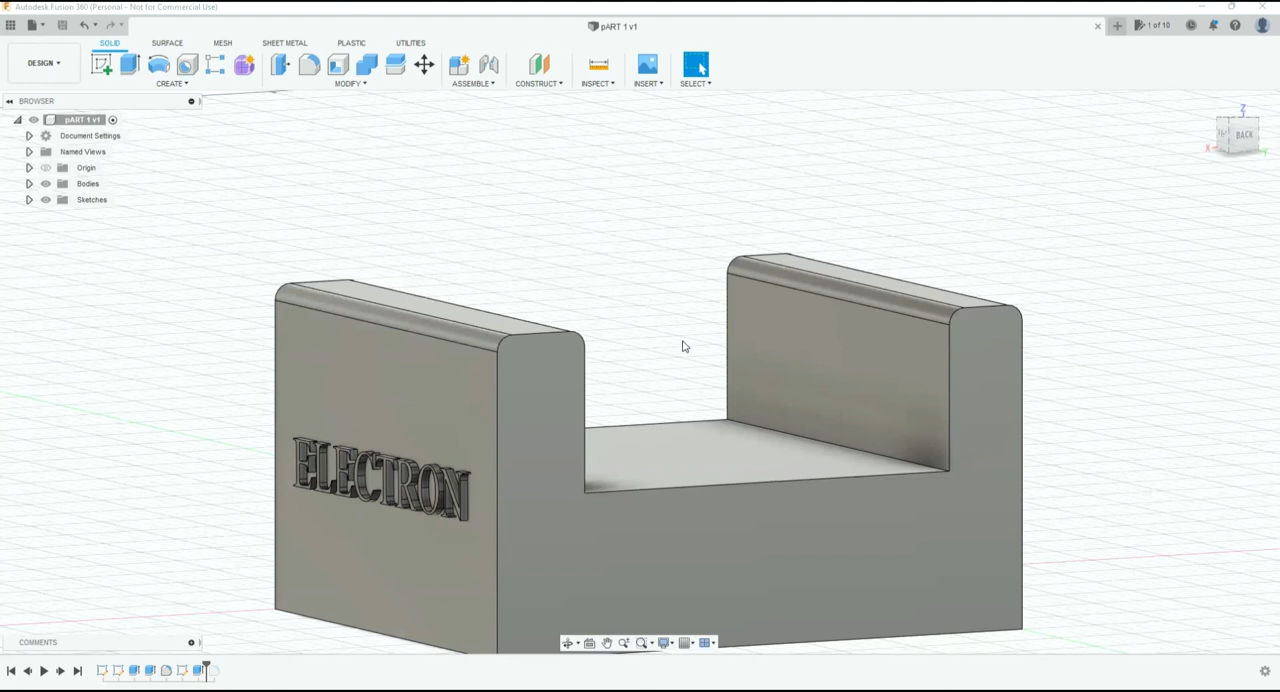 Autodesk Fusion 360 (Personal - Not for Commercial Use)
pART 1 v1
1 of 10
SOLID SURFACE MESH SHEET METAL PLASTIC UTILITIES
DESIGN
CREATE MODIFY ASSEMBLE CONSTRUCT INSPECT INSERT SELECT
BROWSER
pART 1 v1
Document Settings
Named Views
Origin
Bodies
Sketches
Z
BACK
X
Y
ELECTRON
COMMENTS